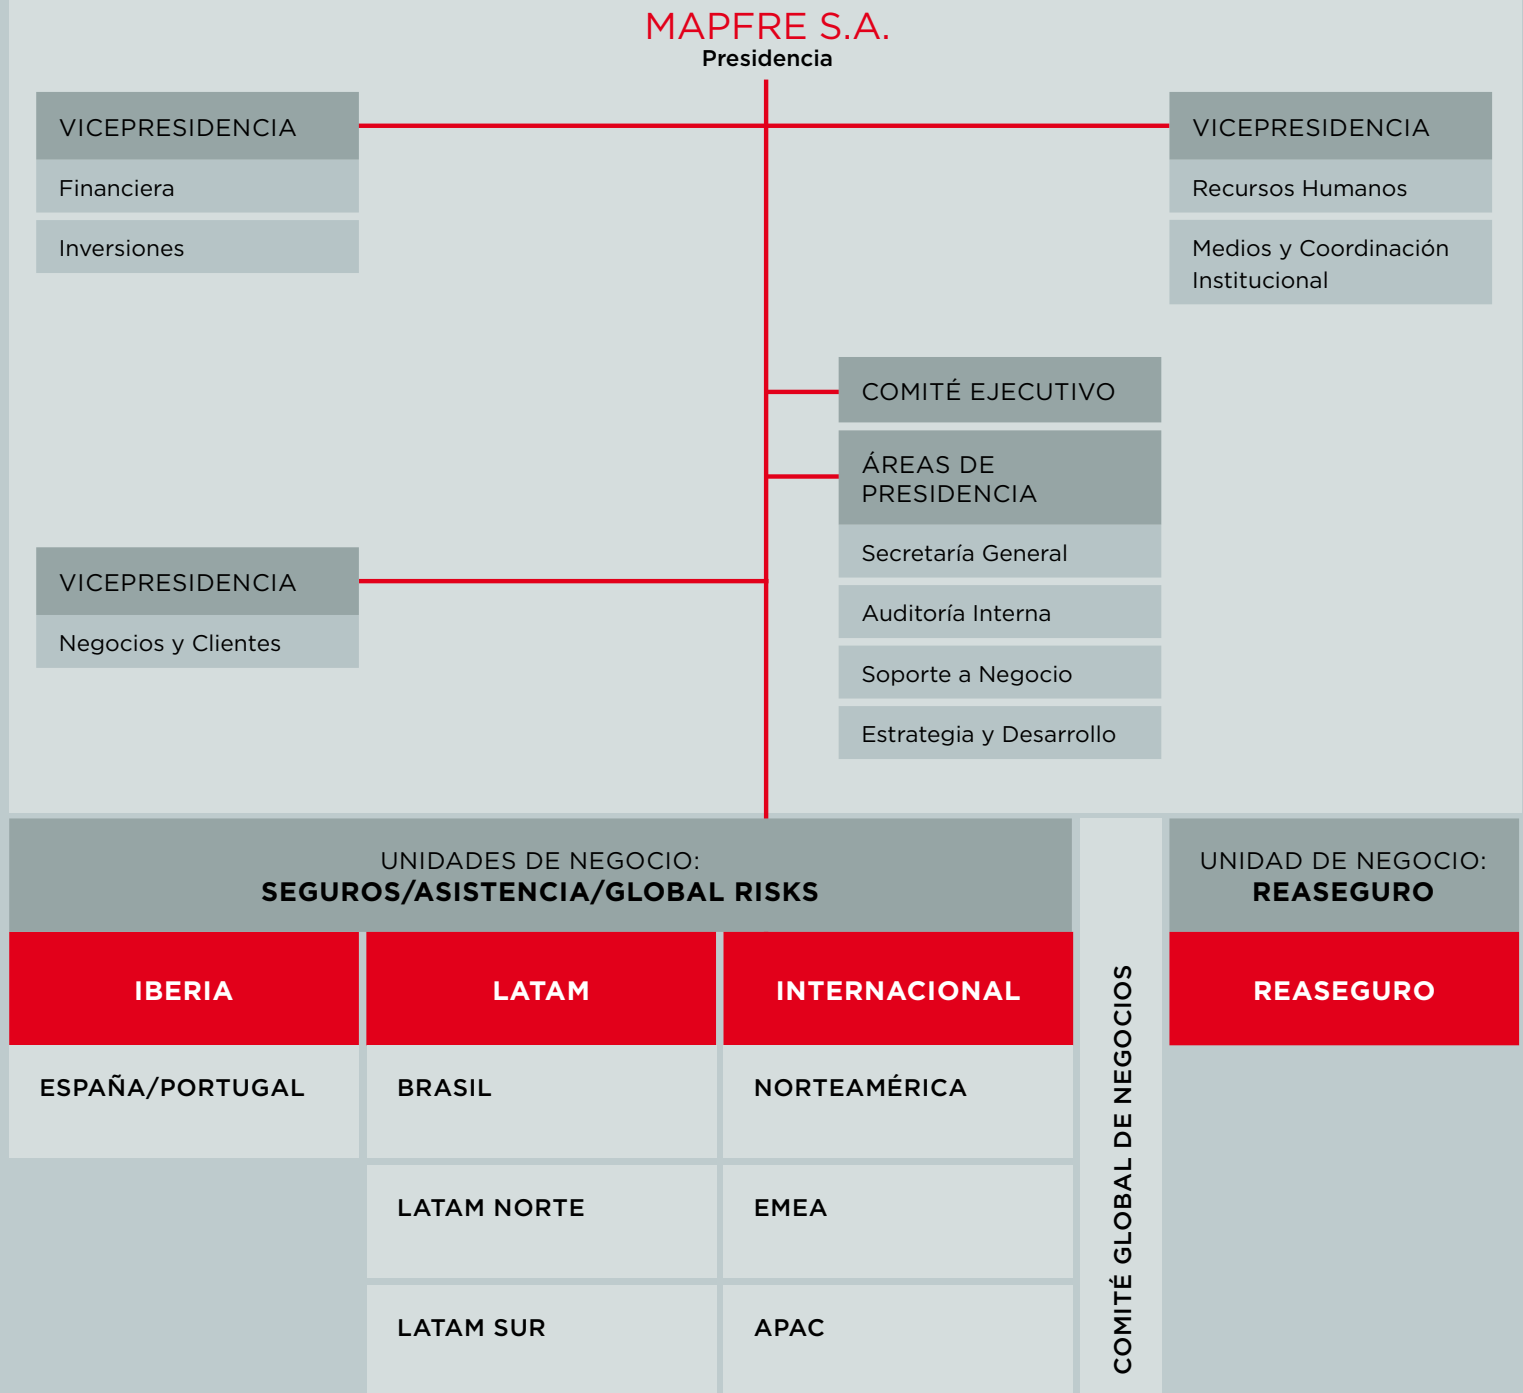 MAPFRE S.A.
Presidencia
VICEPRESIDENCIA
Financiera
Inversiones
VICEPRESIDENCIA
Recursos Humanos
Medios y Coordinación
Institucional
COMITÉ EJECUTIVO
ÁREAS DE
PRESIDENCIA
Secretaría General
Auditoría Interna
Soporte a Negocio
Estrategia y Desarrollo
VICEPRESIDENCIA
Negocios y Clientes
UNIDADES DE NEGOCIO:
SEGUROS/ASISTENCIA/GLOBAL RISKS
IBERIA
LATAM
INTERNACIONAL
ESPAÑA/PORTUGAL
BRASIL
NORTEAMÉRICA
LATAM NORTE
EMEA
LATAM SUR
APAC
COMITÉ GLOBAL DE NEGOCIOS
UNIDAD DE NEGOCIO:
REASEGURO
REASEGURO